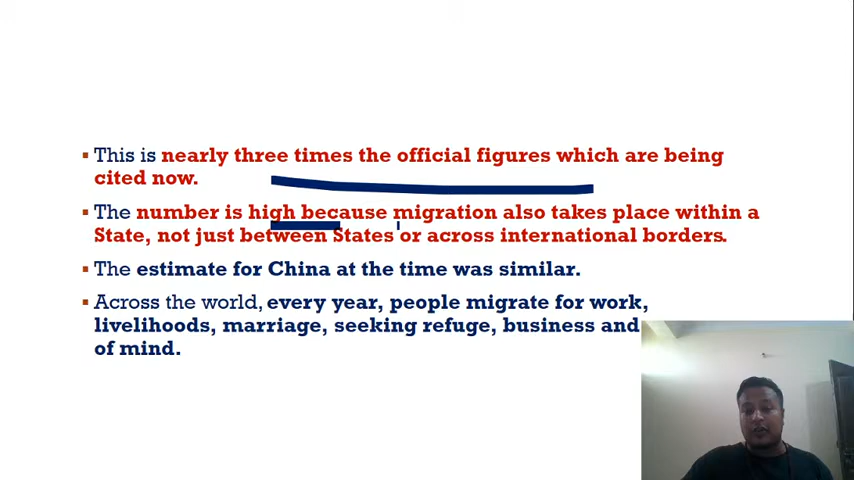 ▪ This is nearly three times the official figures which are being
cited now.
▪ The number is high because migration also takes place within a
State, not just between States or across international borders.
▪ The estimate for China at the time was similar.
▪ Across the world, every year, people migrate for work,
livelihoods, marriage, seeking refuge, business and
of mind.